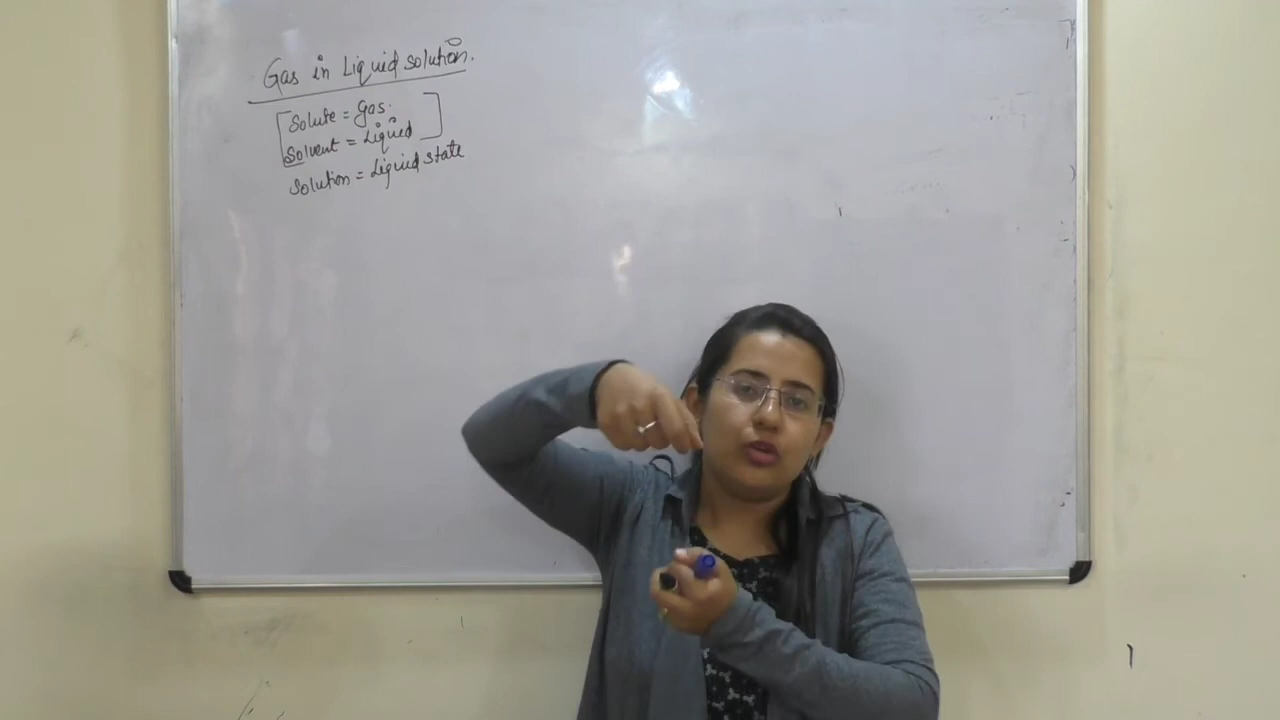 Gas in Liquid solution.
Solute = gas.
Solvent = Liquid
Solution = Liquid state